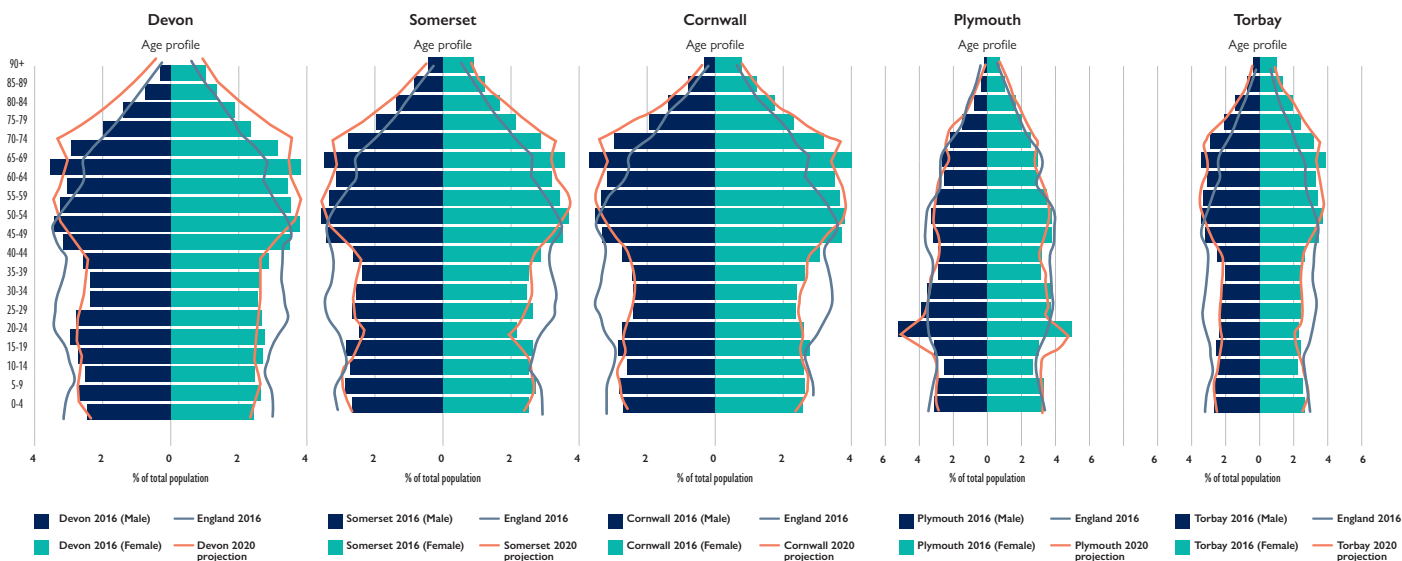 Devon
Somerset
Cornwall
Plymouth
Torbay
Age profile
Age profile
Age profile
Age profile
Age profile
90+
85-89
80-84
75-79
70-74
65-69
60-64
55-59
50-54
45-49
40-44
35-39
30-34
25-29
20-24
15-19
10-14
5-9
0-4
4 2 0 2 4
2 0 2 4
2 0 2 4
6 4 2 0 2 4 6
6 4 2 0 2 4 6
% of total population
% of total population
% of total population
% of total population
% of total population
Devon 2016 (Male)
England 2016
Devon 2016 (Female)
Devon 2020
projection
Somerset 2016 (Male)
England 2016
Somerset 2016 (Female)
Somerset 2020
projection
Cornwall 2016 (Male)
England 2016
Cornwall 2016 (Female)
Cornwall 2020
projection
Plymouth 2016 (Male)
England 2016
Plymouth 2016 (Female)
Plymouth 2020
projection
Torbay 2016 (Male)
England 2016
Torbay 2016 (Female)
Torbay 2020
projection